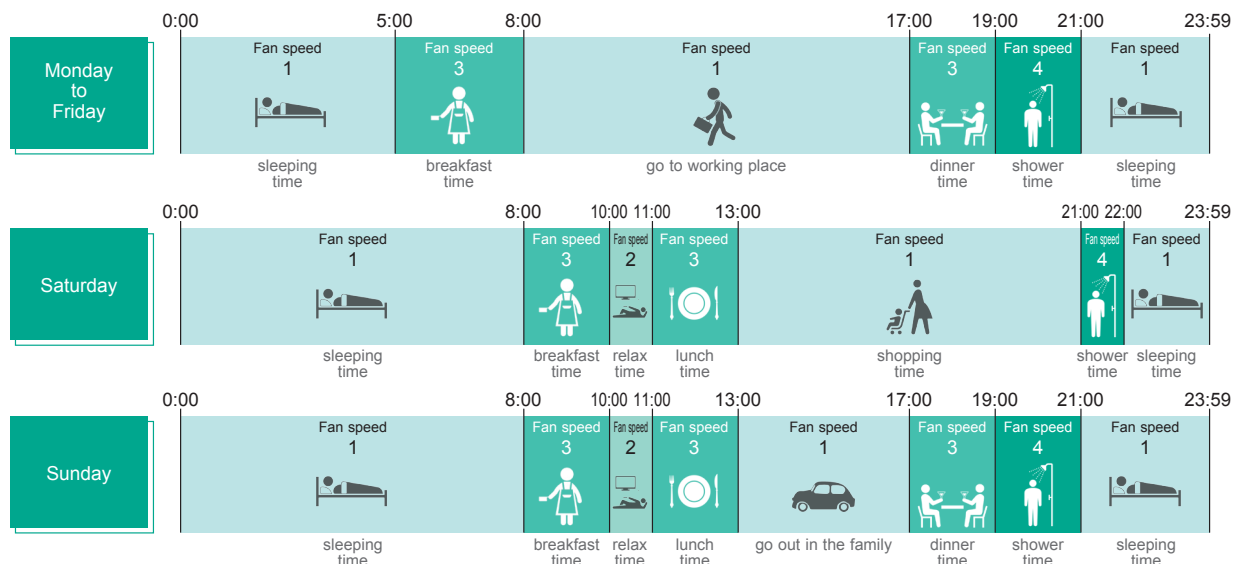 0:00 5:00 8:00 17:00 19:00 21:00 23:59
Monday
to
Friday
Fan speed Fan speed Fan speed Fan speed Fan speed Fan speed
1 3 1 3 4 1
sleeping time
breakfast time
go to working place
dinner time
shower time
sleeping time
0:00 8:00 10:00 11:00 13:00 21:00 22:00 23:59
Saturday
Fan speed Fan speed Fan speed Fan speed Fan speed Fan speed Fan speed
1 3 2 3 1 4 1
sleeping time
breakfast time
relax time
lunch time
shopping time
shower time
sleeping time
0:00 8:00 10:00 11:00 13:00 17:00 19:00 21:00 23:59
Sunday
Fan speed Fan speed Fan speed Fan speed Fan speed Fan speed Fan speed Fan speed
1 3 2 3 1 3 4 1
sleeping time
breakfast time
relax time
lunch time
go out in the family
dinner time
shower time
sleeping time